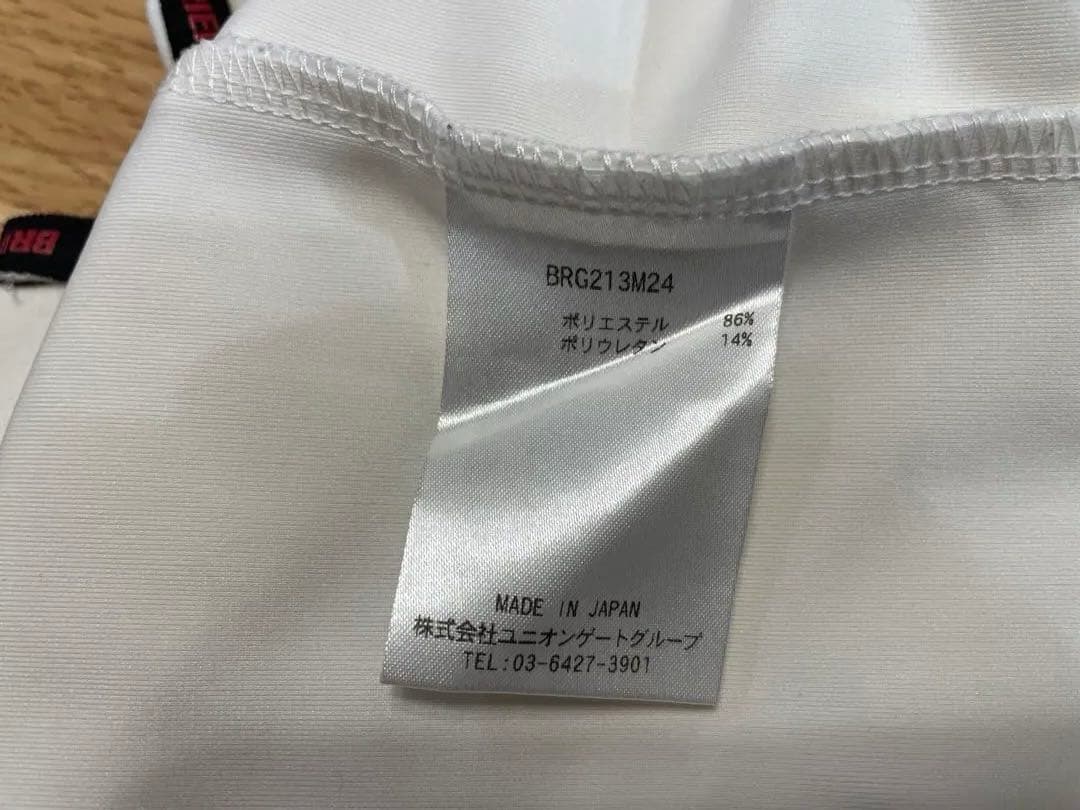 BRG213M24
ポリエステル 86%
ポリウレタン 14%
MADE IN JAPAN
株式会社ユニオンゲートグループ
TEL:03-6427-3901